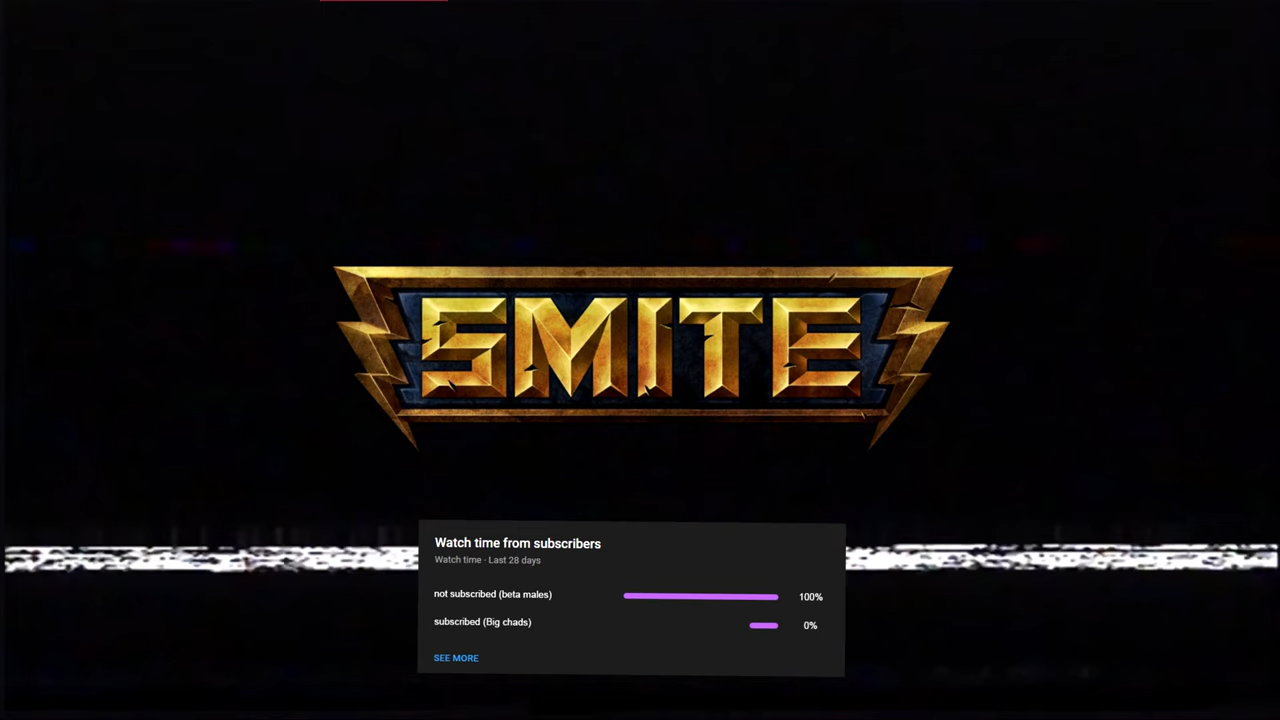 SMITE
Watch time from subscribers
Watch time · Last 28 days
not subscribed (beta males) 100%
subscribed (Big chads) 0%
SEE MORE